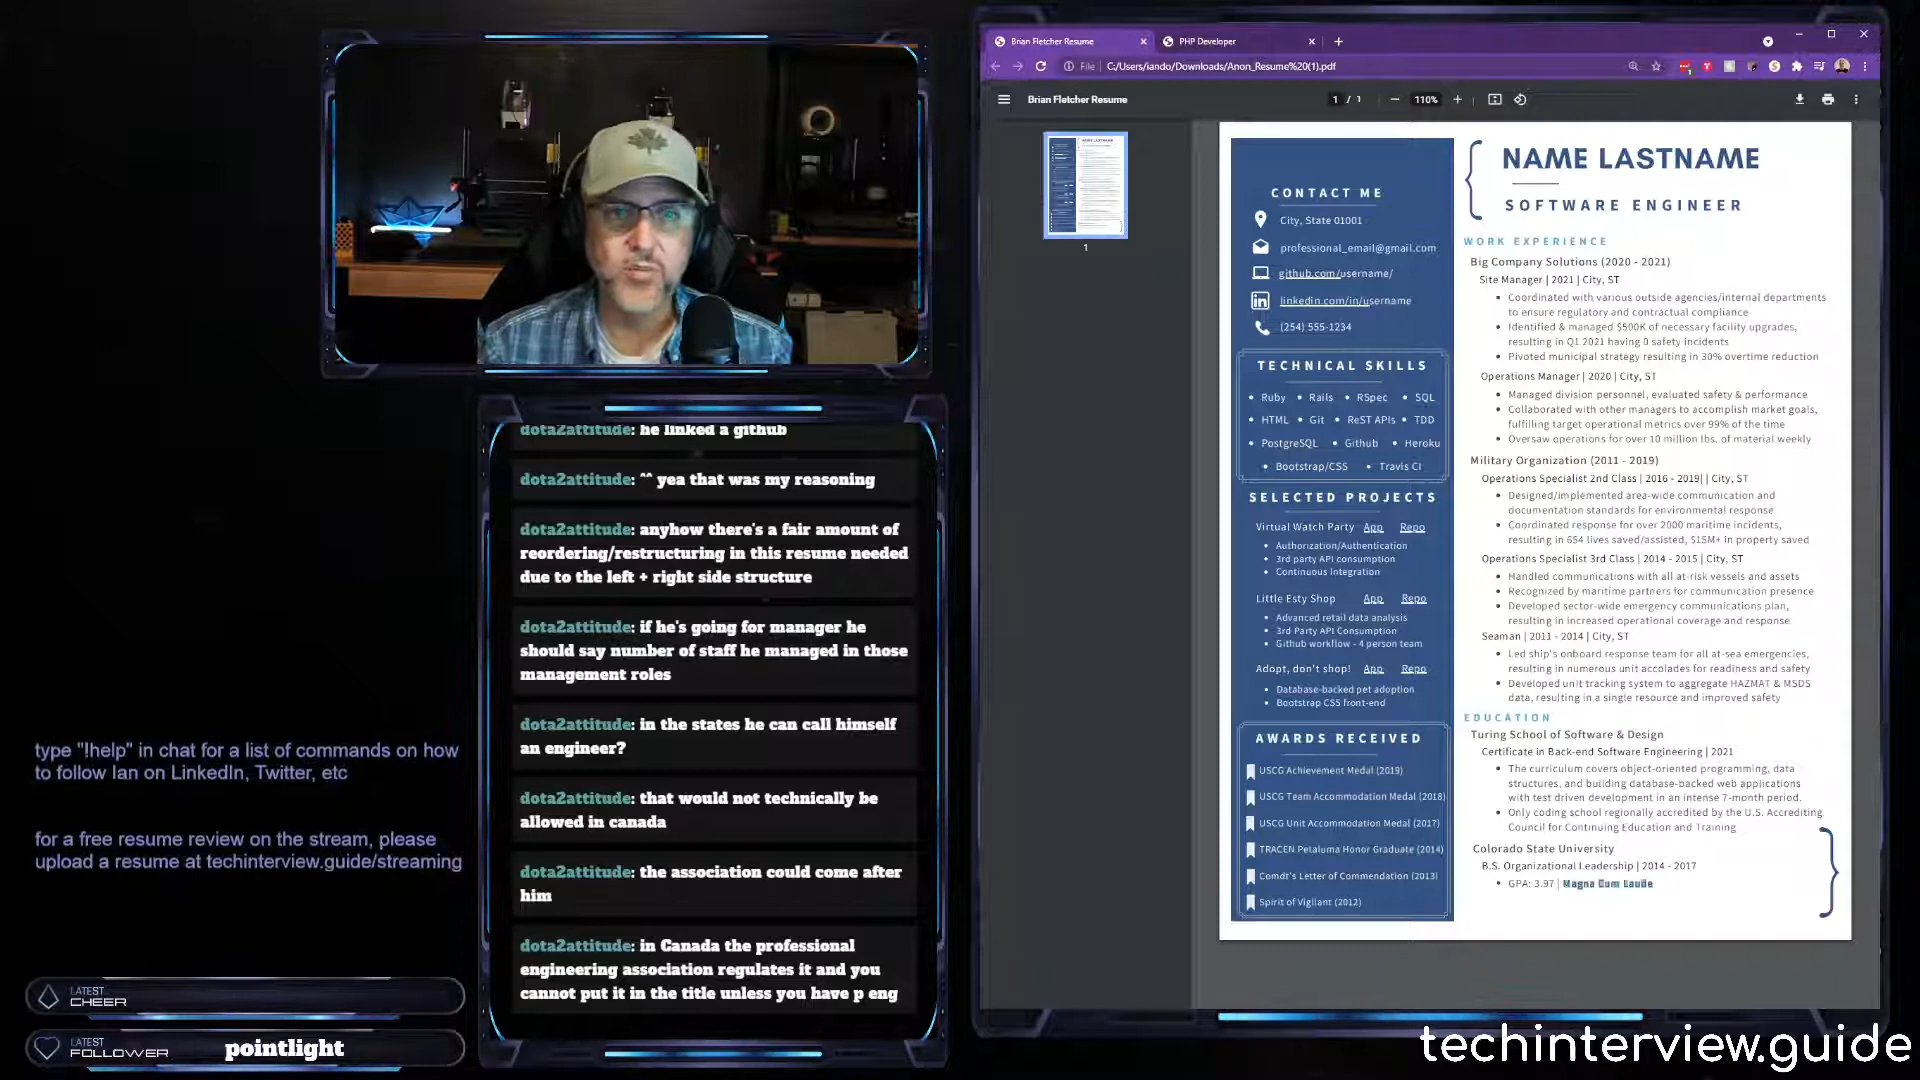 dota2attitude: he linked a github
dota2attitude: ^^ yea that was my reasoning
dota2attitude: anyhow there's a fair amount of
reordering/restructuring in this resume needed
due to the left + right side structure
dota2attitude: if he's going for manager he
should say number of staff he managed in those
management roles
dota2attitude: in the states he can call himself
an engineer?
dota2attitude: that would not technically be
allowed in canada
dota2attitude: the association could come after
him
dota2attitude: in Canada the professional
engineering association regulates it and you
cannot put it in the title unless you have p eng
type "!help" in chat for a list of commands on how
to follow Ian on LinkedIn, Twitter, etc
for a free resume review on the stream, please
upload a resume at techinterview.guide/streaming
LATEST
CHEER
LATEST
FOLLOWER
pointlight
Brian Fletcher Resume
PHP Developer
File
C:/Users/iando/Downloads/Anon_Resume%20(1).pdf
Brian Fletcher Resume
1 / 1
110%
1
CONTACT ME
City, State 01001
professional_email@gmail.com
github.com/username/
linkedin.com/in/username
(254) 555-1234
TECHNICAL SKILLS
• Ruby • Rails • RSpec • SQL
• HTML • Git • ReST APIs • TDD
• PostgreSQL • Github • Heroku
• Bootstrap/CSS • Travis CI
SELECTED PROJECTS
Virtual Watch Party App Repo
• Authorization/Authentication
• 3rd party API consumption
• Continuous Integration
Little Esty Shop App Repo
• Advanced retail data analysis
• 3rd Party API Consumption
• Github workflow - 4 person team
Adopt, don't shop! App Repo
• Database-backed pet adoption
• Bootstrap CSS front-end
AWARDS RECEIVED
USCG Achievement Medal (2019)
USCG Team Accommodation Medal (2018)
USCG Unit Accommodation Medal (2017)
TRACEN Petaluma Honor Graduate (2014)
Comdt's Letter of Commendation (2013)
Spirit of Vigilant (2012)
NAME LASTNAME
SOFTWARE ENGINEER
WORK EXPERIENCE
Big Company Solutions (2020 - 2021)
Site Manager | 2021 | City, ST
• Coordinated with various outside agencies/internal departments
to ensure regulatory and contractual compliance
• Identified & managed $500K of necessary facility upgrades,
resulting in Q1 2021 having 0 safety incidents
• Pivoted municipal strategy resulting in 30% overtime reduction
Operations Manager | 2020 | City, ST
• Managed division personnel, evaluated safety & performance
• Collaborated with other managers to accomplish market goals,
fulfilling target operational metrics over 99% of the time
• Oversaw operations for over 10 million lbs. of material weekly
Military Organization (2011 - 2019)
Operations Specialist 2nd Class | 2016 - 2019| | City, ST
• Designed/implemented area-wide communication and
documentation standards for environmental response
• Coordinated response for over 2000 maritime incidents,
resulting in 654 lives saved/assisted, $15M+ in property saved
Operations Specialist 3rd Class | 2014 - 2015 | City, ST
• Handled communications with all at-risk vessels and assets
• Recognized by maritime partners for communication presence
• Developed sector-wide emergency communications plan,
resulting in increased operational coverage and response
Seaman | 2011 - 2014 | City, ST
• Led ship's onboard response team for all at-sea emergencies,
resulting in numerous unit accolades for readiness and safety
• Developed unit tracking system to aggregate HAZMAT & MSDS
data, resulting in a single resource and improved safety
EDUCATION
Turing School of Software & Design
Certificate in Back-end Software Engineering | 2021
• The curriculum covers object-oriented programming, data
structures, and building database-backed web applications
with test driven development in an intense 7-month period.
• Only coding school regionally accredited by the U.S. Accrediting
Council for Continuing Education and Training
Colorado State University
B.S. Organizational Leadership | 2014 - 2017
• GPA: 3.97 | Magna Cum Laude
techinterview.guide